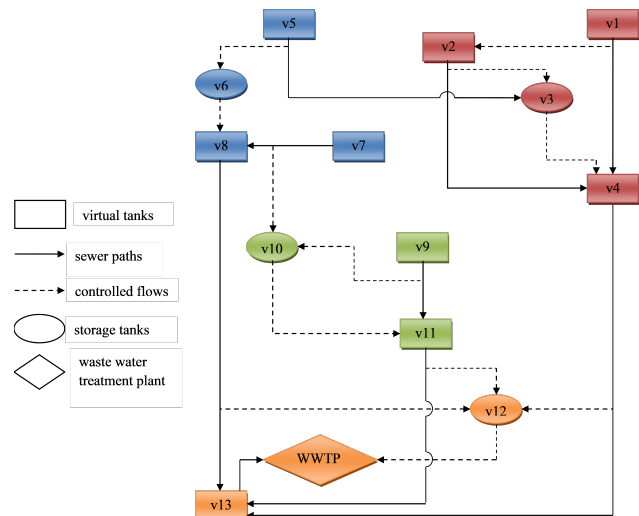 v5
v1
v2
v6
v3
v8
v7
v4
virtual tanks
sewer paths
controlled flows
storage tanks
waste water
treatment plant
v10
v9
v11
v12
WWTP
v13